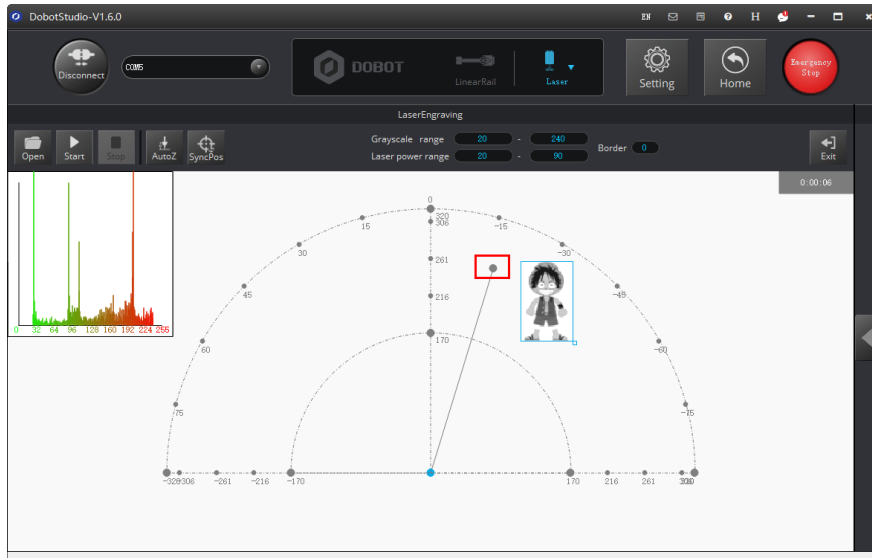 DobotStudio-V1.6.0
EN
H
Disconnect
COM5
DOBOT
LinearRail
Laser
Setting
Home
Emergency
Stop
LaserEngraving
Open
Start
Stop
AutoZ
SyncPos
Grayscale range 20 - 240
Laser power range 20 - 90
Border 0
Exit
0:00:06
0 32 64 96 128 160 192 224 255
0
320
306
15
-15
30
-30
261
45
-45
216
170
60
-60
75
-75
-320
-306
-261
-216
-170
170
216
261